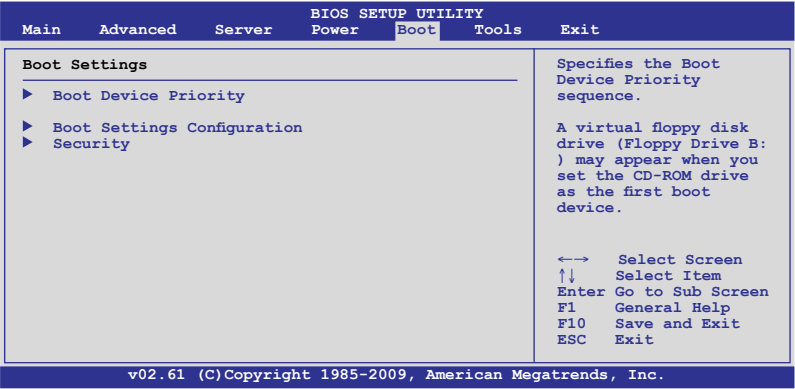 BIOS SETUP UTILITY
Main Advanced Server Power Boot Tools Exit
Boot Settings
Boot Device Priority
Boot Settings Configuration
Security
Specifies the Boot
Device Priority
sequence.
A virtual floppy disk
drive (Floppy Drive B:
) may appear when you
set the CD-ROM drive
as the first boot
device.
←→ Select Screen
↑↓ Select Item
Enter Go to Sub Screen
F1 General Help
F10 Save and Exit
ESC Exit
v02.61 (C)Copyright 1985-2009, American Megatrends, Inc.